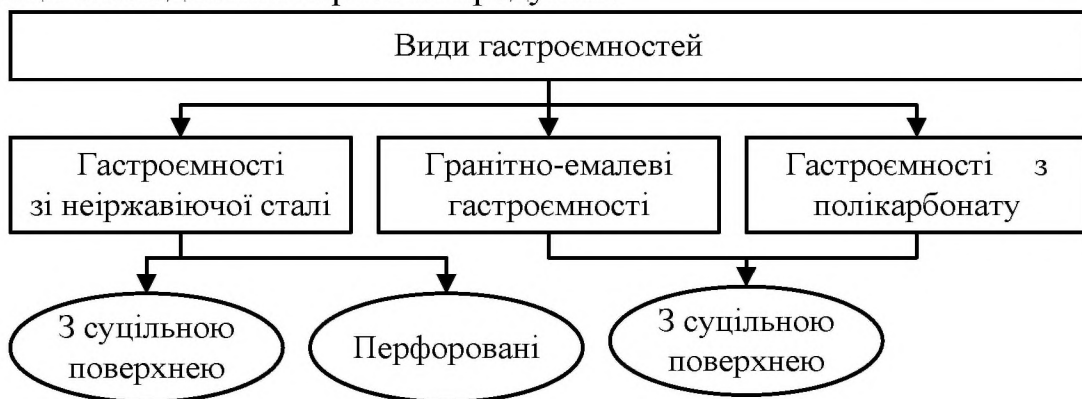 Види гастроємностей
Гастроємності
зі неіржавіючої сталі
Гранітно-емалеві
гастроємності
Гастроємності з
полікарбонату
З суцільною
поверхнею
Перфоровані
З суцільною
поверхнею